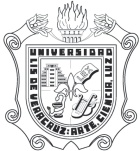 UNIVERSIDAD
LIS DE VERACRUZ: ARTE, CIENCIA, LUZ